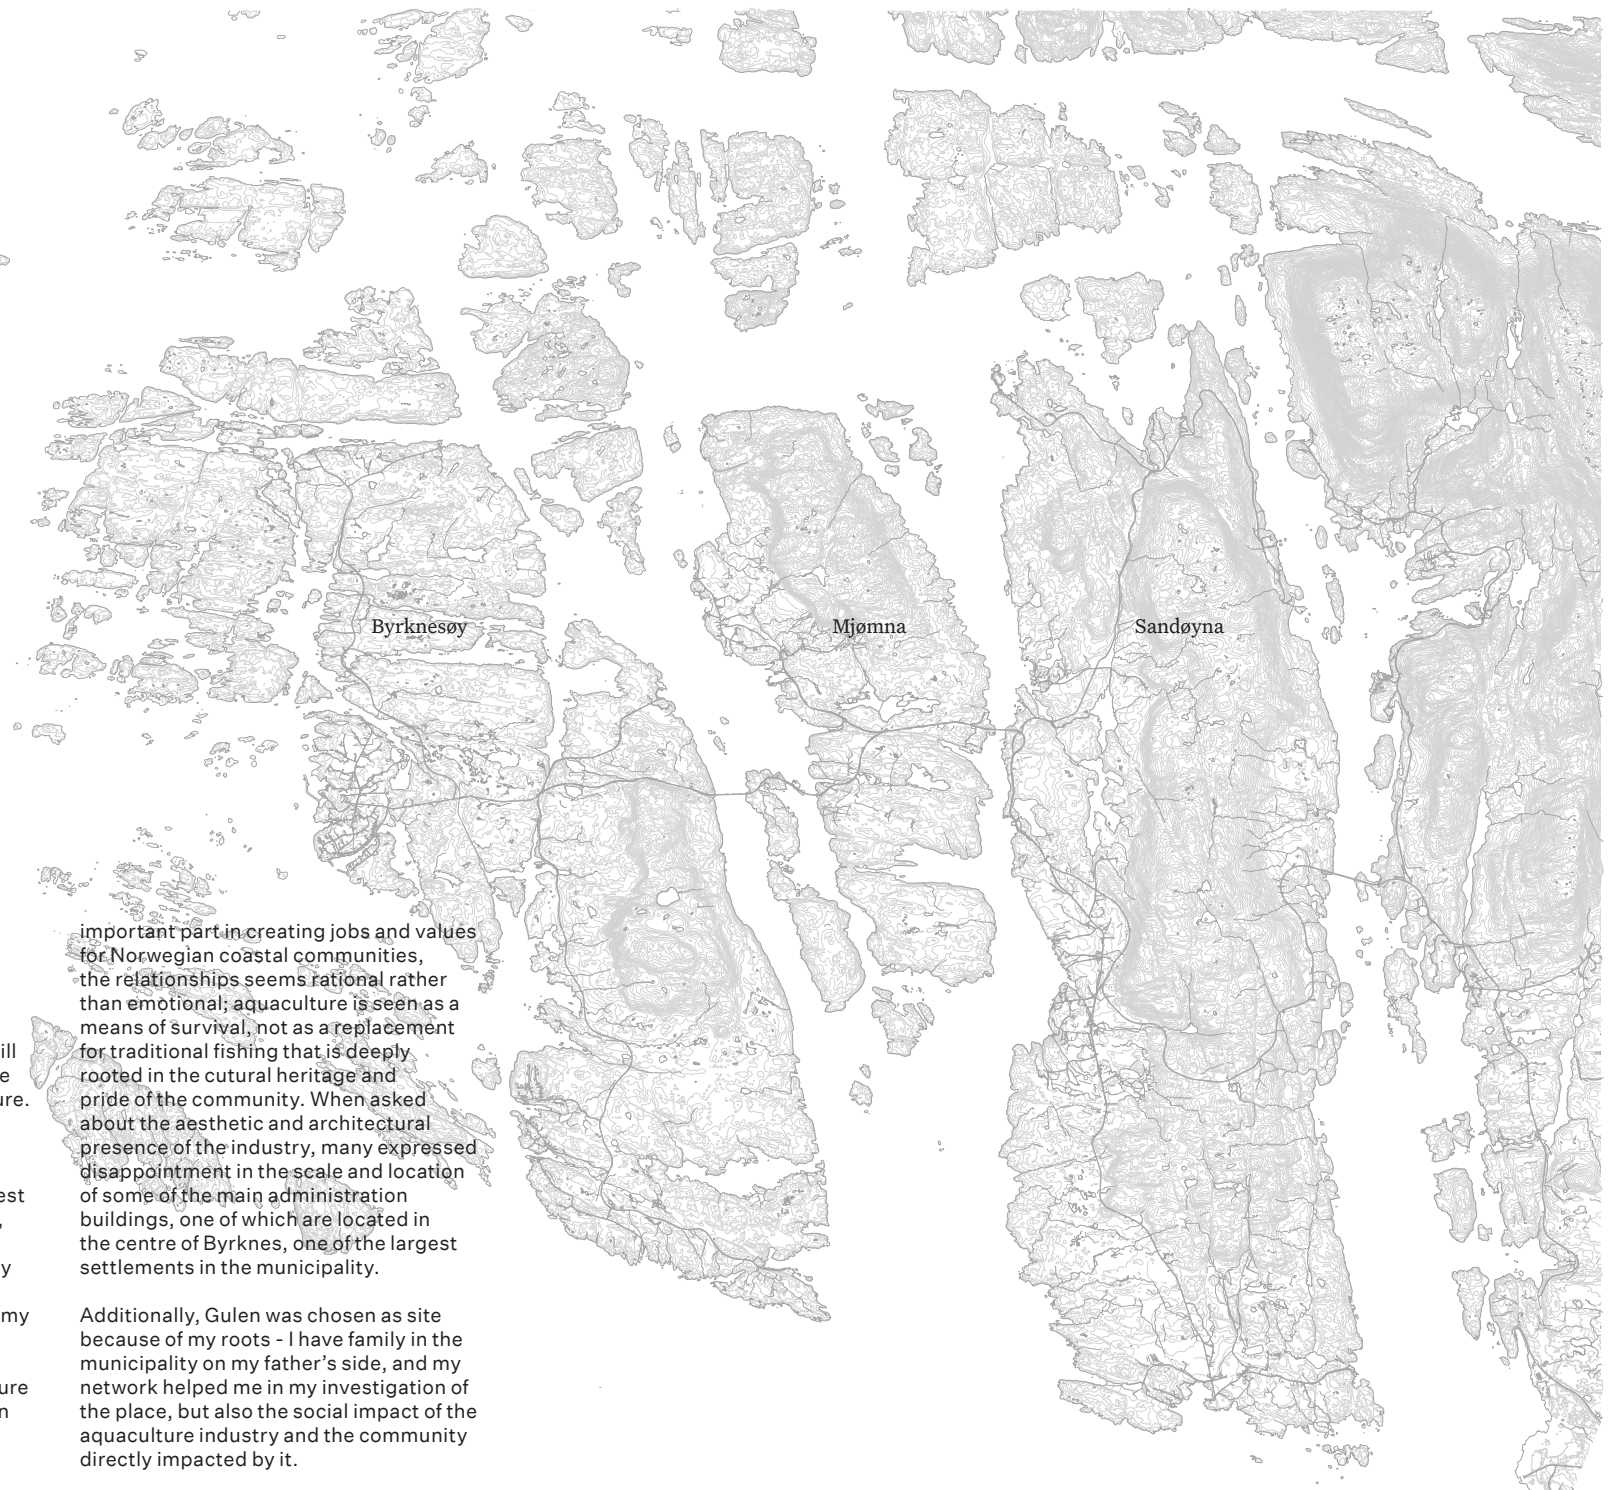 Byrknesøy
Mjømna
Sandøyna
ill
e
ure.
est
,
y
my
ure
n
important part in creating jobs and values
for Norwegian coastal communities,
the relationships seems rational rather
than emotional; aquaculture is seen as a
means of survival, not as a replacement
for traditional fishing that is deeply
rooted in the cutural heritage and
pride of the community. When asked
about the aesthetic and architectural
presence of the industry, many expressed
disappointment in the scale and location
of some of the main administration
buildings, one of which are located in
the centre of Byrknes, one of the largest
settlements in the municipality.
Additionally, Gulen was chosen as site
because of my roots - I have family in the
municipality on my father’s side, and my
network helped me in my investigation of
the place, but also the social impact of the
aquaculture industry and the community
directly impacted by it.